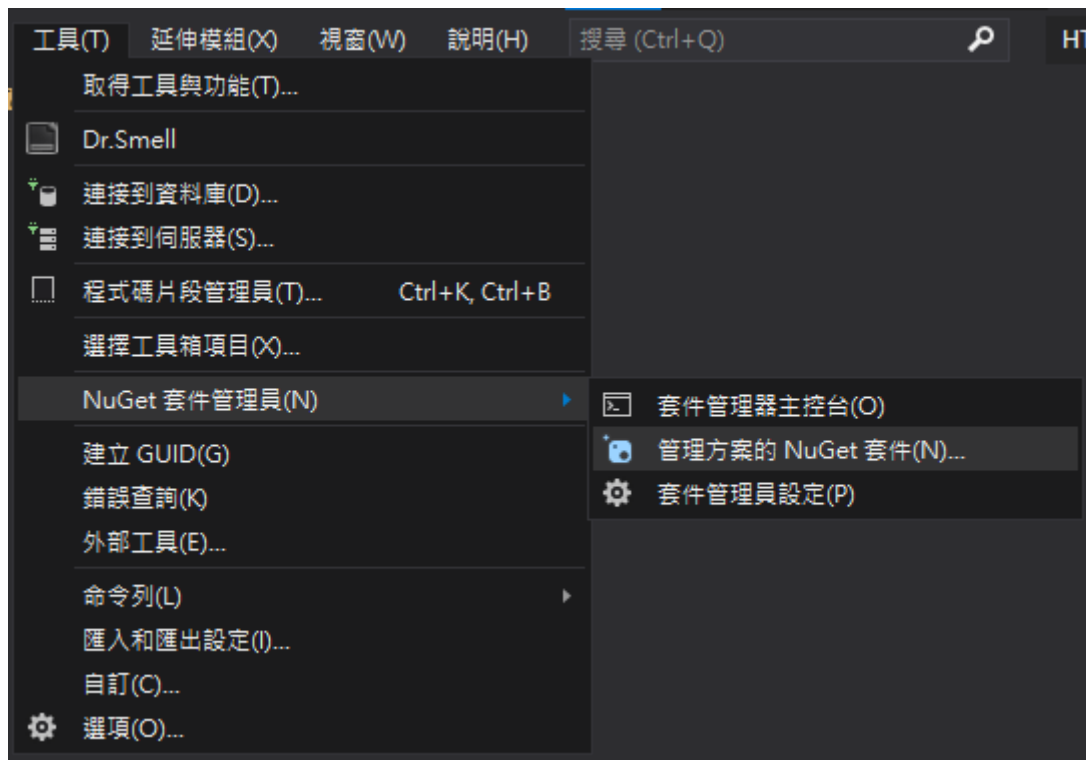 工具(T) 延伸模組(X) 視窗(W) 說明(H) 搜尋 (Ctrl+Q) HT
取得工具與功能(T)...
Dr.Smell
連接到資料庫(D)...
連接到伺服器(S)...
程式碼片段管理員(T)... Ctrl+K, Ctrl+B
選擇工具箱項目(X)...
NuGet 套件管理員(N)
套件管理器主控台(O)
管理方案的 NuGet 套件(N)...
套件管理員設定(P)
建立 GUID(G)
錯誤查詢(K)
外部工具(E)...
命令列(L)
匯入和匯出設定(I)...
自訂(C)...
選項(O)...